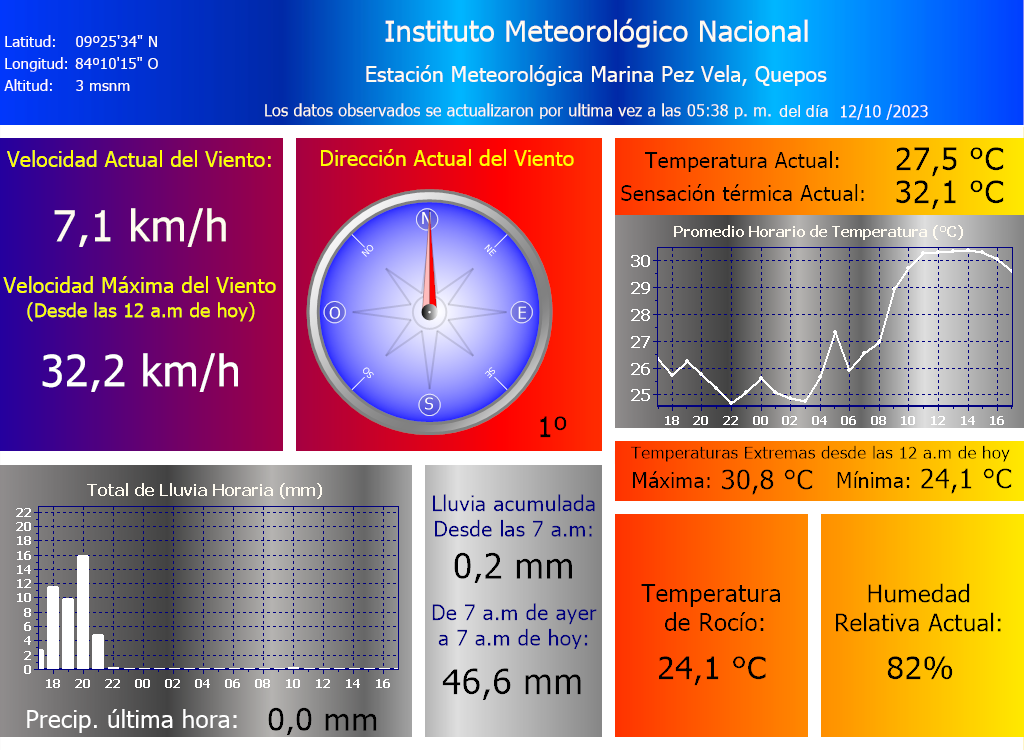 Instituto Meteorológico Nacional
Latitud: 09º25'34" N
Longitud: 84º10'15" O
Altitud: 3 msnm
Estación Meteorológica Marina Pez Vela, Quepos
Los datos observados se actualizaron por ultima vez a las 05:38 p. m. del día 12/10 /2023
Velocidad Actual del Viento:
7,1 km/h
Velocidad Máxima del Viento
(Desde las 12 a.m de hoy)
32,2 km/h
Dirección Actual del Viento
N
NO
NE
O
E
SO
SE
S
1º
Temperatura Actual: 27,5 ºC
Sensación térmica Actual: 32,1 ºC
Promedio Horario de Temperatura (ºC)
30
29
28
27
26
25
18 20 22 00 02 04 06 08 10 12 14 16
Temperaturas Extremas desde las 12 a.m de hoy
Máxima: 30,8 ºC Mínima: 24,1 ºC
Total de Lluvia Horaria (mm)
22
20
18
16
14
12
10
8
6
4
2
0
18 20 22 00 02 04 06 08 10 12 14 16
Precip. última hora: 0,0 mm
Lluvia acumulada
Desde las 7 a.m:
0,2 mm
De 7 a.m de ayer
a 7 a.m de hoy:
46,6 mm
Temperatura
de Rocío:
24,1 ºC
Humedad
Relativa Actual:
82%